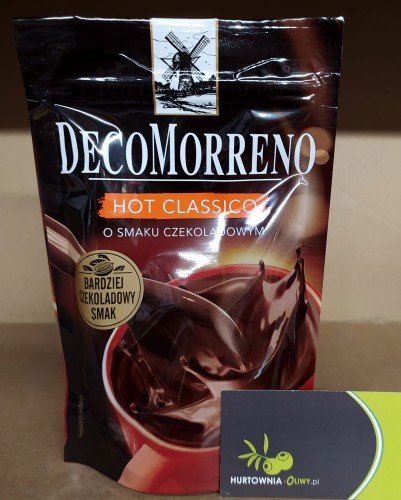 DECOMORRENO
HOT CLASSICO
O SMAKU CZEKOLADOWYM
BARDZIEJ
CZEKOLADOWY
SMAK
HURTOWNIA-OLIWY.pl